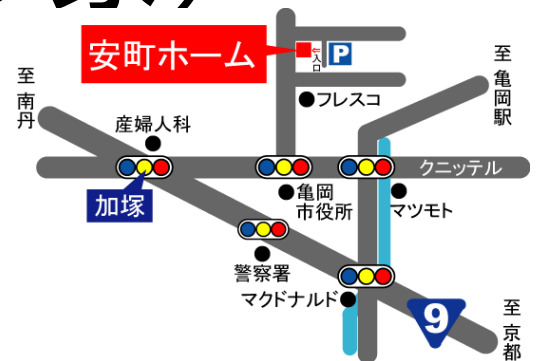 安町ホーム
入口
P
至亀岡駅
至南丹
フレスコ
産婦人科
クニッテル
加塚
亀岡
市役所
マツモト
警察署
マクドナルド
9
至京都